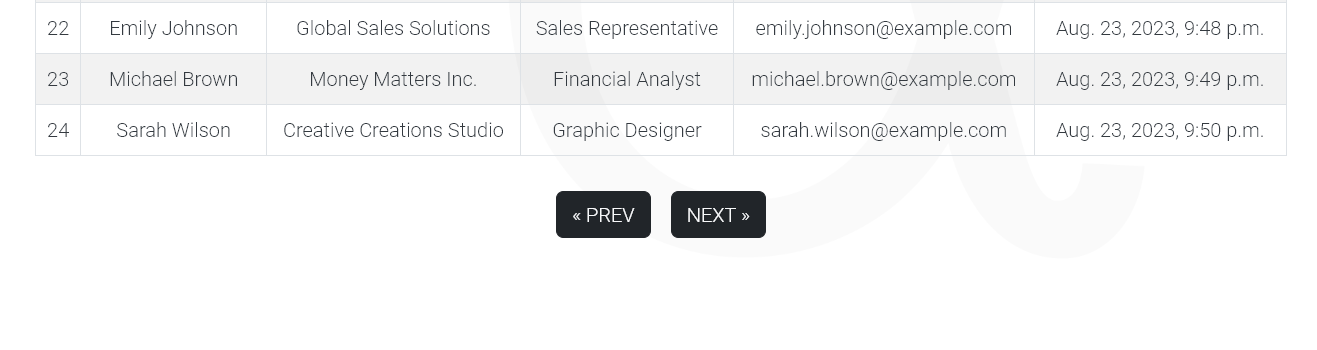 22 Emily Johnson Global Sales Solutions Sales Representative emily.johnson@example.com Aug. 23, 2023, 9:48 p.m.
23 Michael Brown Money Matters Inc. Financial Analyst michael.brown@example.com Aug. 23, 2023, 9:49 p.m.
24 Sarah Wilson Creative Creations Studio Graphic Designer sarah.wilson@example.com Aug. 23, 2023, 9:50 p.m.
« PREV NEXT »